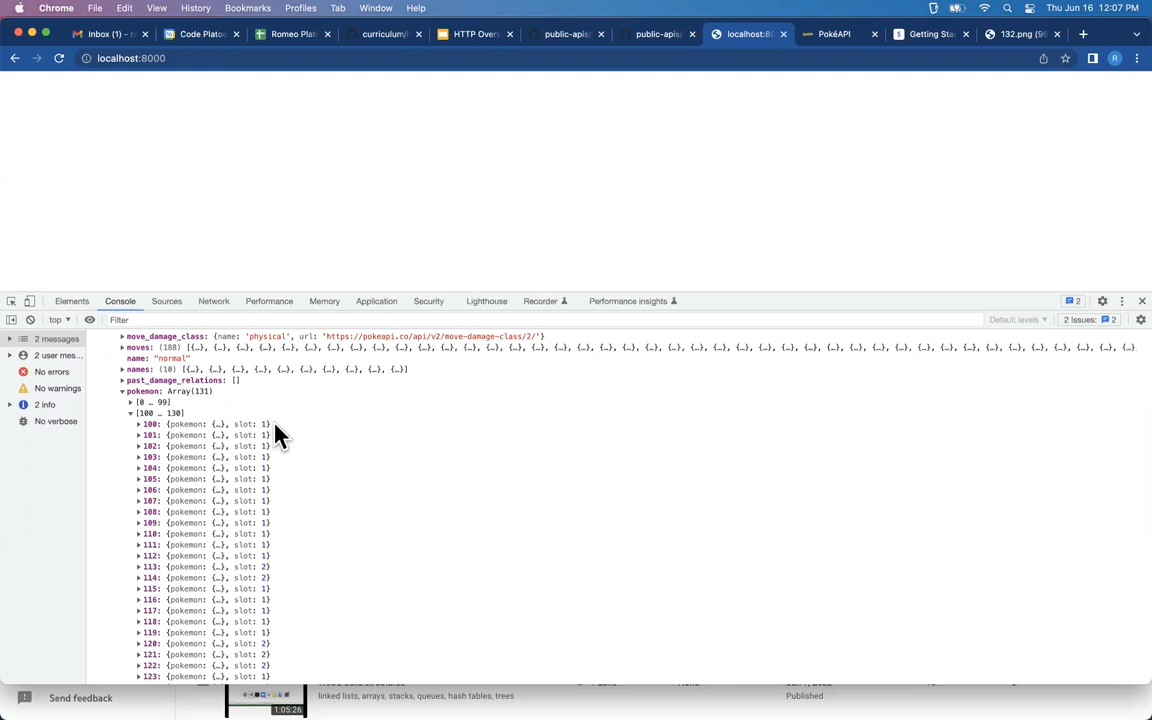 Chrome File Edit View History Bookmarks Profiles Tab Window Help Thu Jun 16 12:07 PM
Inbox (1) – r Code Platoo Romeo Plat curriculum/ HTTP Over public-apis/ public-apis/ localhost:80 PokéAPI Getting Sta 132.png (96
localhost:8000 R
Elements Console Sources Network Performance Memory Application Security Lighthouse Recorder Performance insights 2
top Filter Default levels 2 Issues: 2
2 messages
2 user mes...
No errors
No warnings
2 info
No verbose
move_damage_class: {name: 'physical', url: 'https://pokeapi.co/api/v2/move-damage-class/2/'}
moves: (188) [{…}, {…}, {…}, {…}, {…}, {…}, {…}, {…}, {…}, {…}, {…}, {…}, {…}, {…}, {…}, {…}, {…}, {…}, {…}, {…}, {…}, {…}, {…}, {…}, {…}, {…}, {…}, {…}, {…}, {…}, {…}, {…}, {…}, {…}, {…}, {…}, {…}, {…}, {…}, {…}, {…}, {…}
name: "normal"
names: (10) [{…}, {…}, {…}, {…}, {…}, {…}, {…}, {…}, {…}, {…}]
past_damage_relations: []
pokemon: Array(131)
[0 … 99]
[100 … 130]
100: {pokemon: {…}, slot: 1}
101: {pokemon: {…}, slot: 1}
102: {pokemon: {…}, slot: 1}
103: {pokemon: {…}, slot: 1}
104: {pokemon: {…}, slot: 1}
105: {pokemon: {…}, slot: 1}
106: {pokemon: {…}, slot: 1}
107: {pokemon: {…}, slot: 1}
108: {pokemon: {…}, slot: 1}
109: {pokemon: {…}, slot: 1}
110: {pokemon: {…}, slot: 1}
111: {pokemon: {…}, slot: 1}
112: {pokemon: {…}, slot: 1}
113: {pokemon: {…}, slot: 2}
114: {pokemon: {…}, slot: 2}
115: {pokemon: {…}, slot: 1}
116: {pokemon: {…}, slot: 1}
117: {pokemon: {…}, slot: 1}
118: {pokemon: {…}, slot: 1}
119: {pokemon: {…}, slot: 1}
120: {pokemon: {…}, slot: 2}
121: {pokemon: {…}, slot: 2}
122: {pokemon: {…}, slot: 2}
123: {pokemon: {…}, slot: 1}
Send feedback
linked lists, arrays, stacks, queues, hash tables, trees
Published
1:05:26